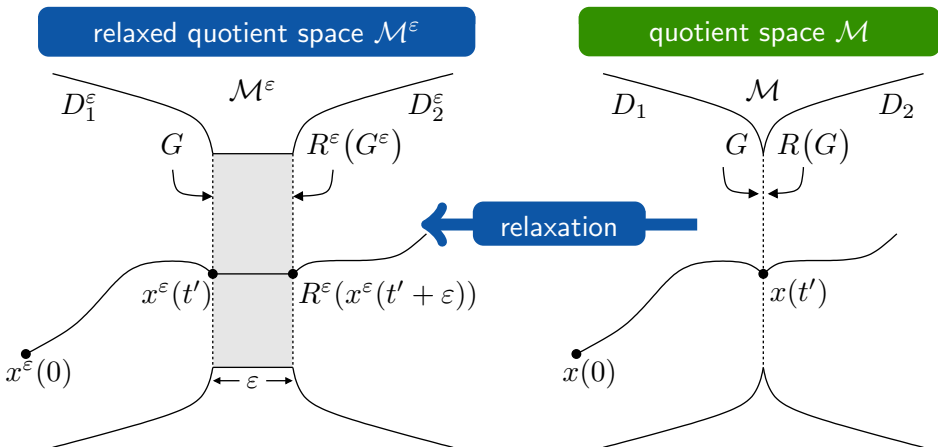 relaxed quotient space $\mathcal{M}^\varepsilon$
quotient space $\mathcal{M}$
$D_1^\varepsilon$
$\mathcal{M}^\varepsilon$
$D_2^\varepsilon$
$D_1$
$\mathcal{M}$
$D_2$
$G$
$R^\varepsilon(G^\varepsilon)$
$G$
$R(G)$
relaxation
$x^\varepsilon(t')$
$R^\varepsilon(x^\varepsilon(t' + \varepsilon))$
$x(t')$
$x^\varepsilon(0)$
$\varepsilon$
$x(0)$